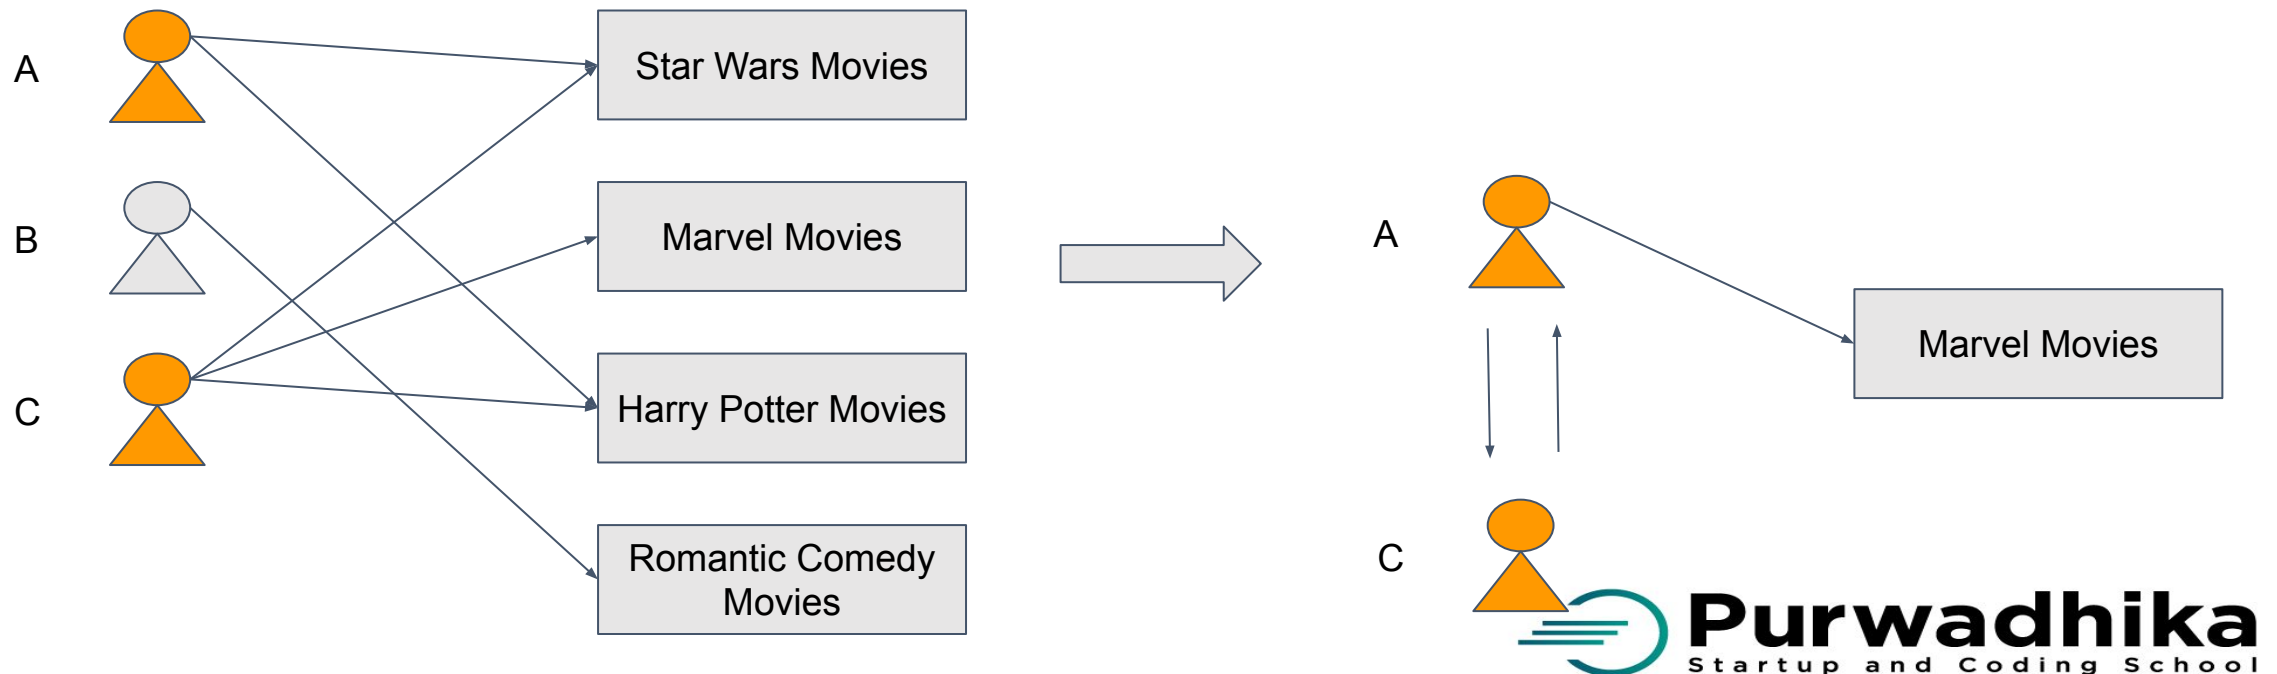 A
Star Wars Movies
B
Marvel Movies
C
Harry Potter Movies
Romantic Comedy
Movies
A
Marvel Movies
C
Purwadhika
Startup and Coding School